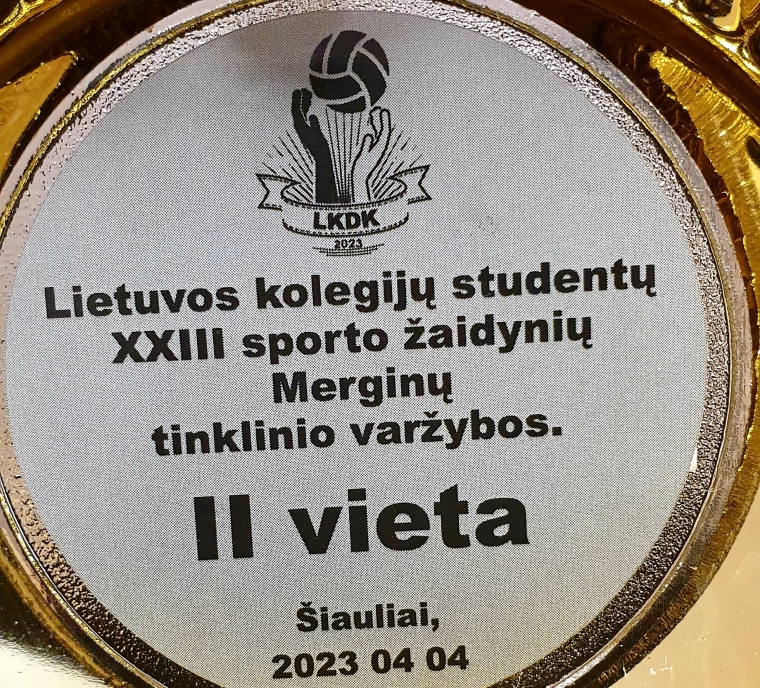 LKDK
2023
Lietuvos kolegijų studentų
XXIII sporto žaidynių
Merginų
tinklinio varžybos.
II vieta
Šiauliai,
2023 04 04